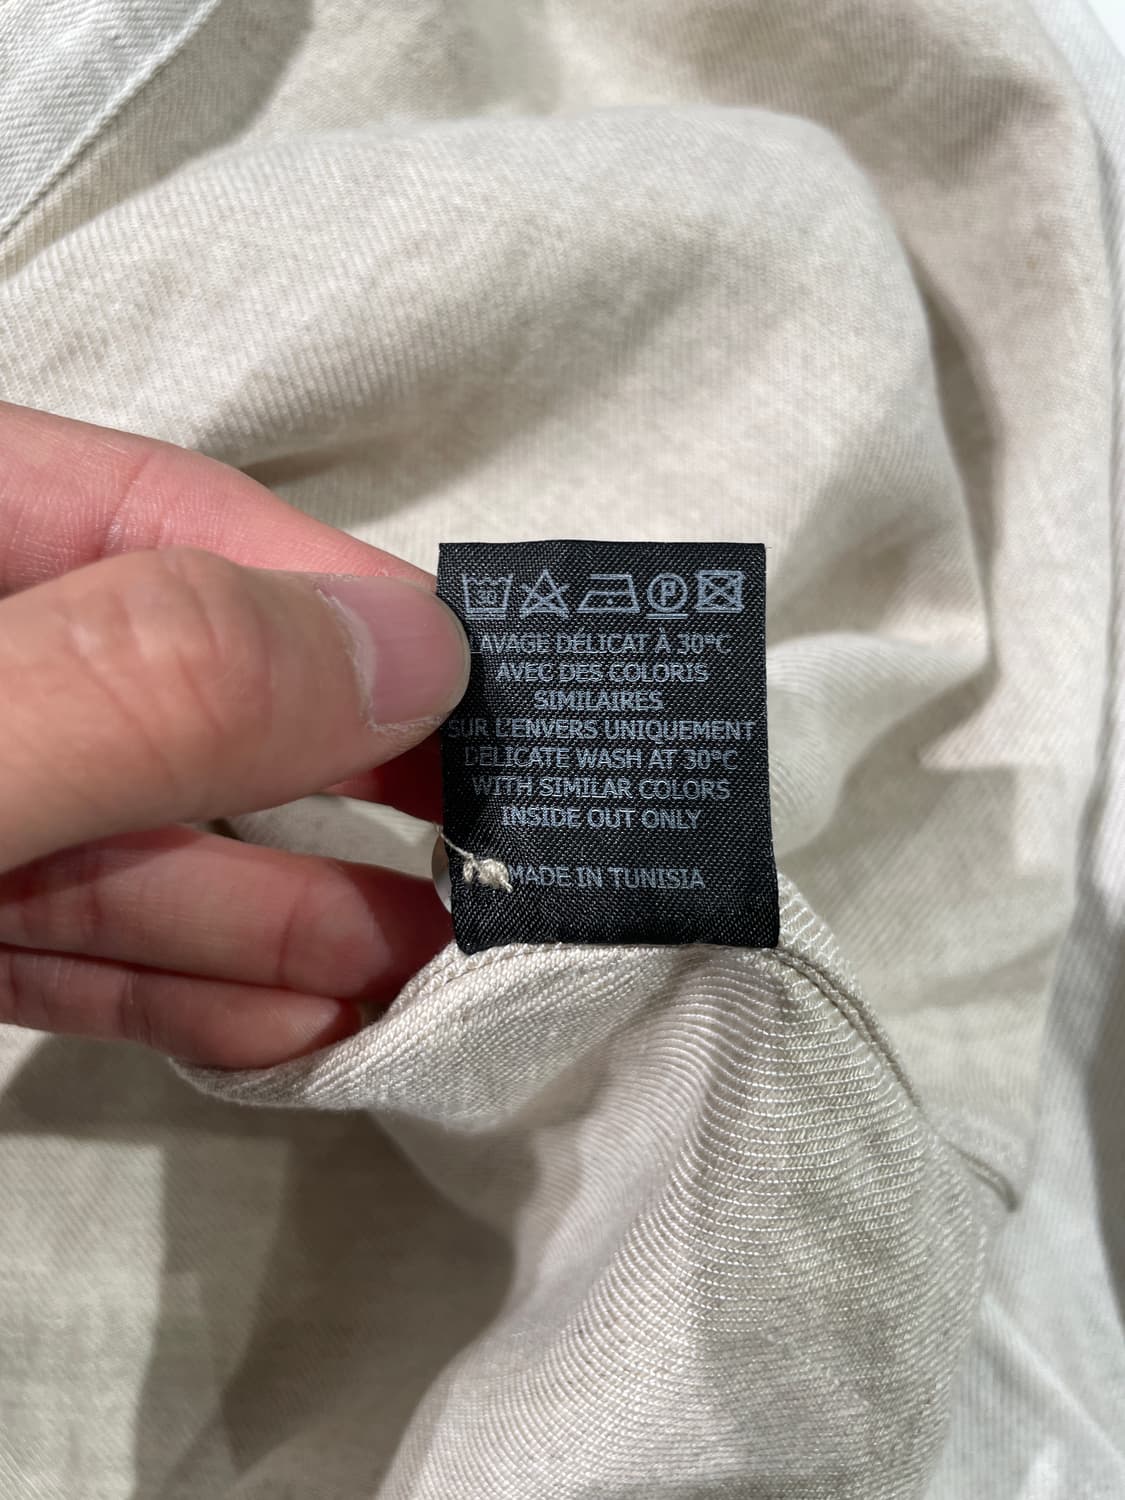 LAVAGE DÉLICAT À 30°C
AVEC DES COLORIS
SIMILAIRES
SUR L'ENVERS UNIQUEMENT
DELICATE WASH AT 30°C
WITH SIMILAR COLORS
INSIDE OUT ONLY
MADE IN TUNISIA